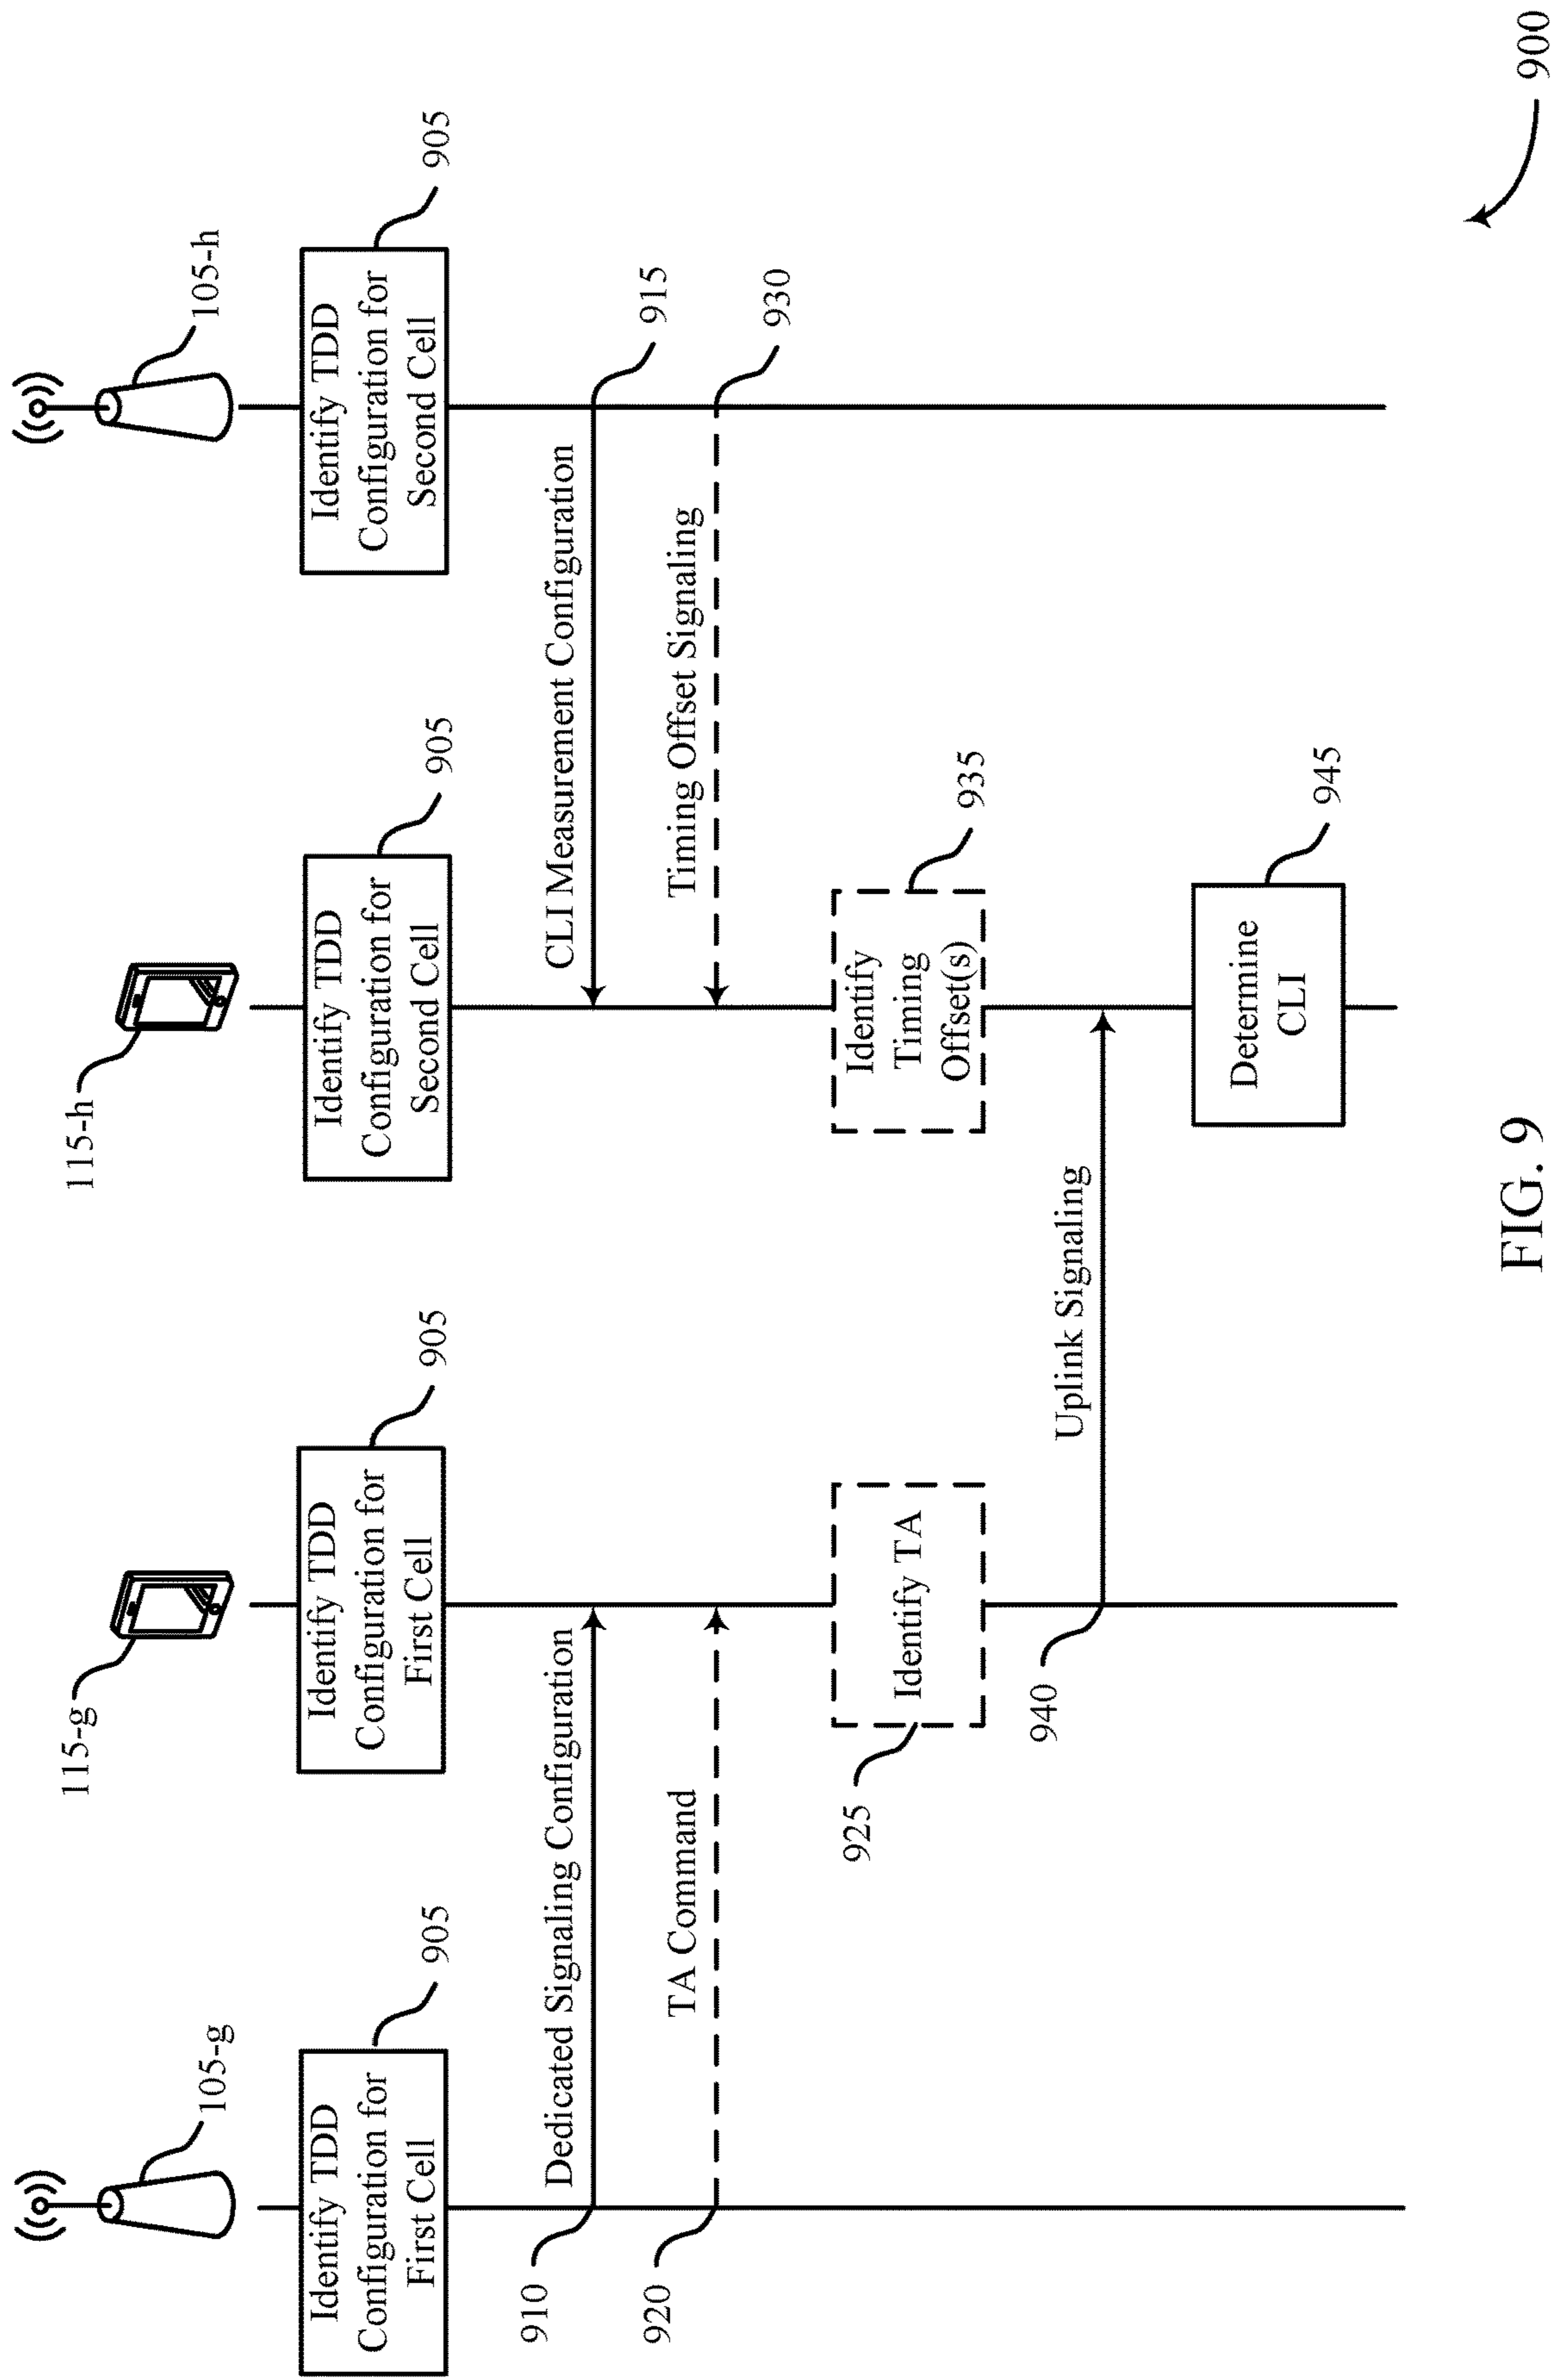 105-g
115-g
115-h
105-h
Identify TDD
Configuration for
First Cell
905
Identify TDD
Configuration for
First Cell
905
Identify TDD
Configuration for
Second Cell
905
Identify TDD
Configuration for
Second Cell
905
910
Dedicated Signaling Configuration
CLI Measurement Configuration
915
920
TA Command
Timing Offset Signaling
930
925
Identify TA
Identify
Timing
Offset(s)
935
940
Uplink Signaling
Determine
CLI
945
FIG. 9
900